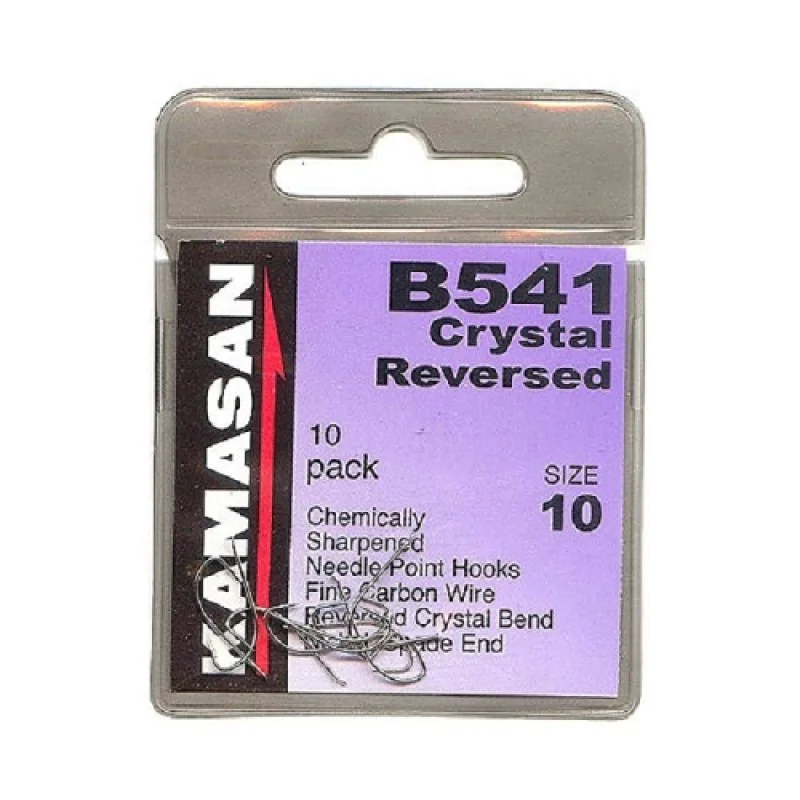 KAMASAN
B541
Crystal
Reversed
10
pack
SIZE
10
Chemically
Sharpened
Needle Point Hooks
Fine Carbon Wire
Reversed Crystal Bend
Spade End